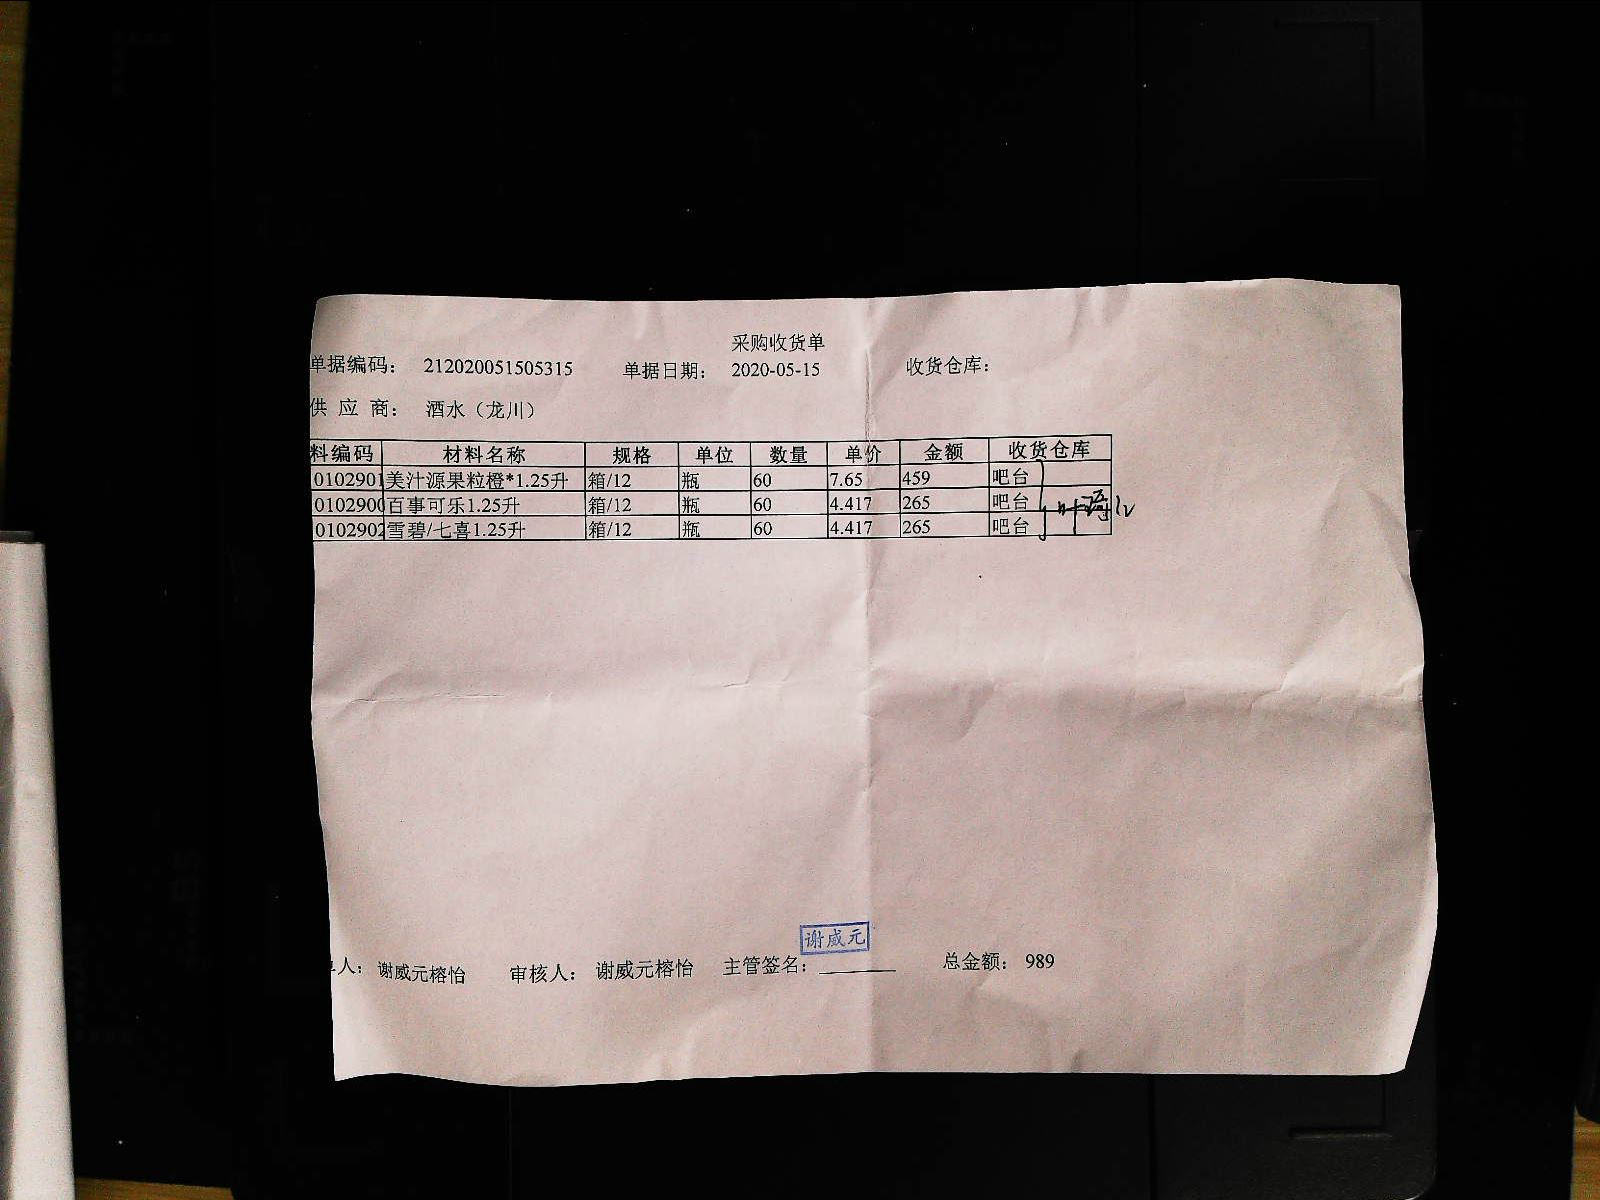 采购收货单
单据编码： 212020051505315 单据日期： 2020-05-15 收货仓库：
供 应 商： 酒水（龙川）
料编码 材料名称 规格 单位 数量 单价 金额 收货仓库
0102901 美汁源果粒橙*1.25升 箱/12 瓶 60 7.65 459 吧台
0102900 百事可乐1.25升 箱/12 瓶 60 4.417 265 吧台
0102902 雪碧/七喜1.25升 箱/12 瓶 60 4.417 265 吧台
谢威元
人： 谢威元榕怡 审核人： 谢威元榕怡 主管签名： 总金额： 989